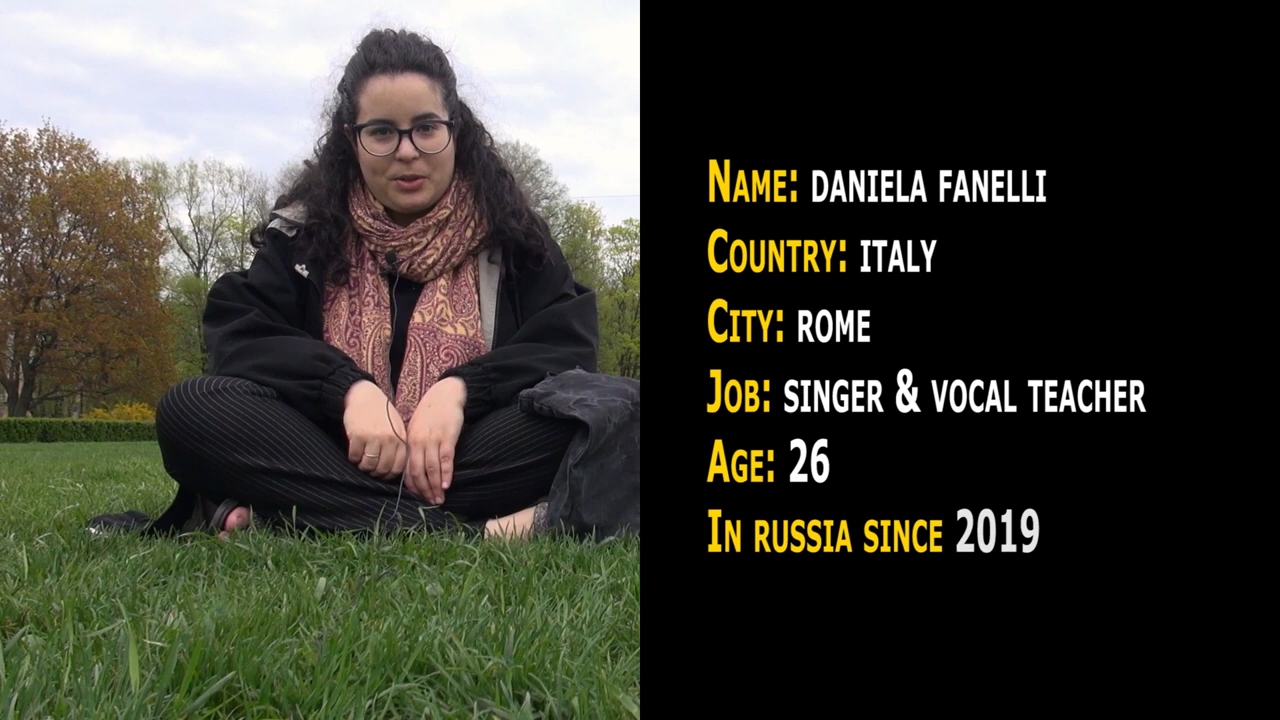 Name: Daniela Fanelli
Country: Italy
City: Rome
Job: Singer & Vocal Teacher
Age: 26
In Russia since 2019